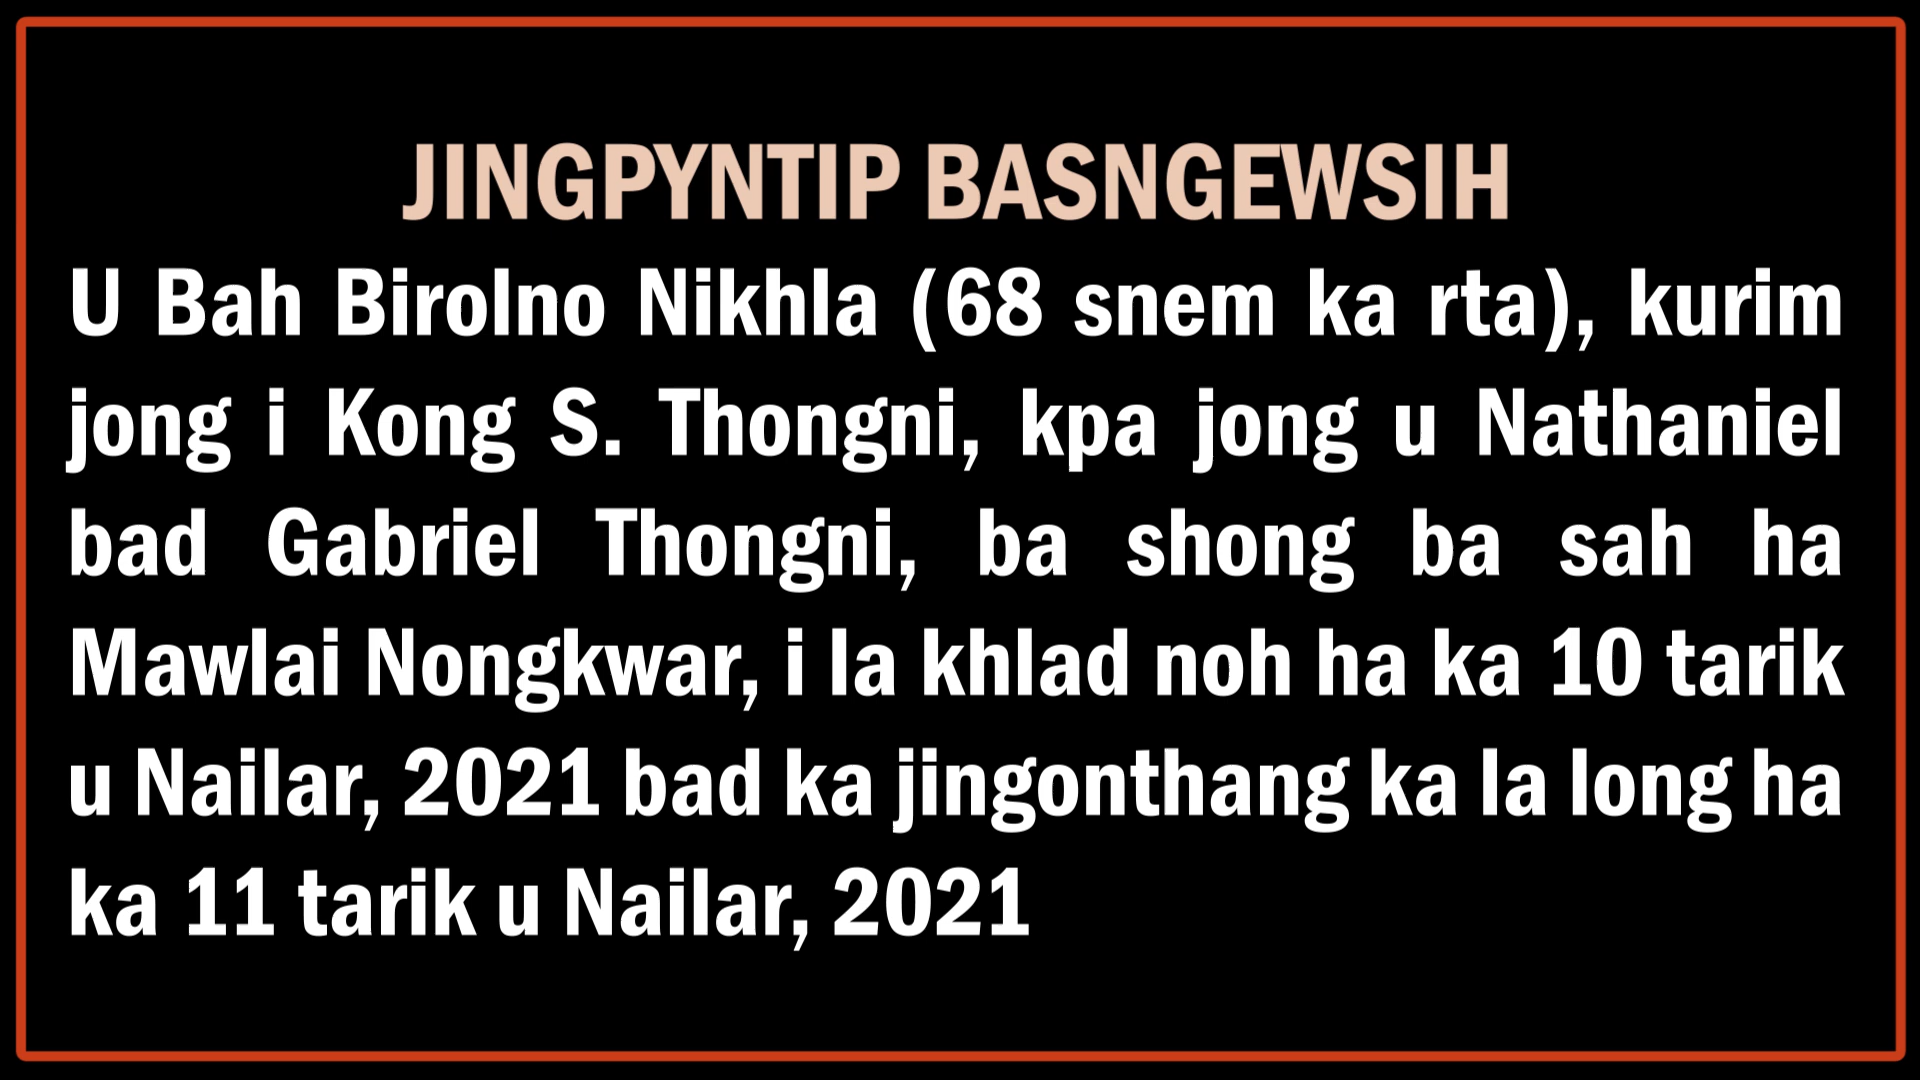 JINGPYNTIP BASNGEWSIH
U Bah Birolno Nikhla (68 snem ka rta), kurim
jong i Kong S. Thongni, kpa jong u Nathaniel
bad Gabriel Thongni, ba shong ba sah ha
Mawlai Nongkwar, i la khlad noh ha ka 10 tarik
u Nailar, 2021 bad ka jingonthang ka la long ha
ka 11 tarik u Nailar, 2021